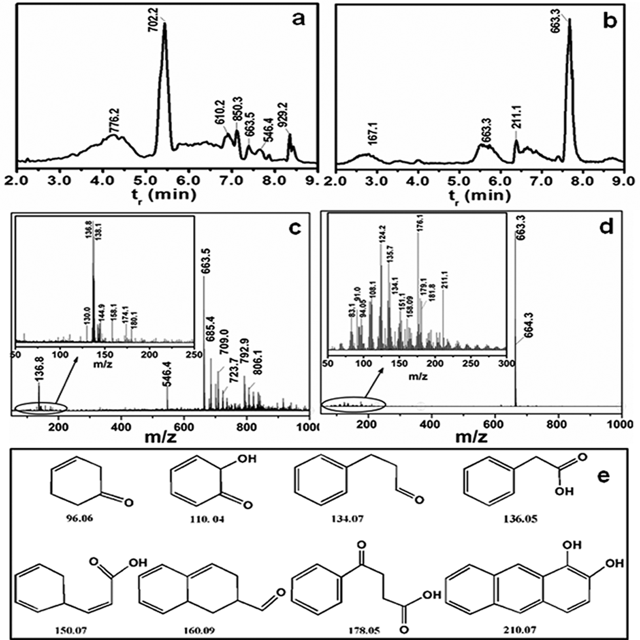 a
702.2
776.2
610.2
850.3
663.5
546.4
929.2
2.0 3.0 4.0 5.0 6.0 7.0 8.0 9.
tr (min)
b
663.3
167.1
663.3
211.1
2.0 3.0 4.0 5.0 6.0 7.0 8.0 9.0
tr (min)
c
136.8
138.1
130.0
144.9
158.1
174.1
180.1
50 100 150 200 250
m/z
663.5
685.4
709.0
723.7
792.9
806.1
546.4
136.8
200 400 600 800 100
m/z
d
663.3
664.3
176.1
124.2
135.7
134.1
91.0
83.1
94.05
108.1
151.1
158.09
179.1
181.8
211.1
50 100 150 200 250 300
m/z
200 400 600 800 1000
m/z
e
O
OH
O
O
O
OH
96.06 110.04 134.07 136.05
O
OH
O
O
OH
O
OH
OH
150.07 160.09 178.05 210.07